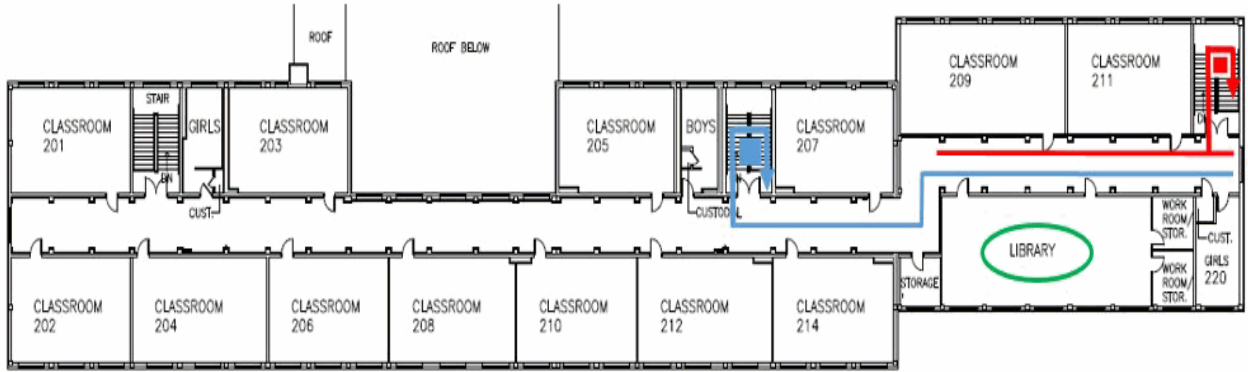 ROOF
ROOF BELOW
CLASSROOM
209
CLASSROOM
211
STAIR
CLASSROOM
201
GIRLS
CLASSROOM
203
CLASSROOM
205
BOYS
CLASSROOM
207
CUST.
WORK
ROOM/
STOR.
LIBRARY
CUST.
GIRLS
220
WORK
ROOM/
STOR.
STORAGE
CLASSROOM
202
CLASSROOM
204
CLASSROOM
206
CLASSROOM
208
CLASSROOM
210
CLASSROOM
212
CLASSROOM
214